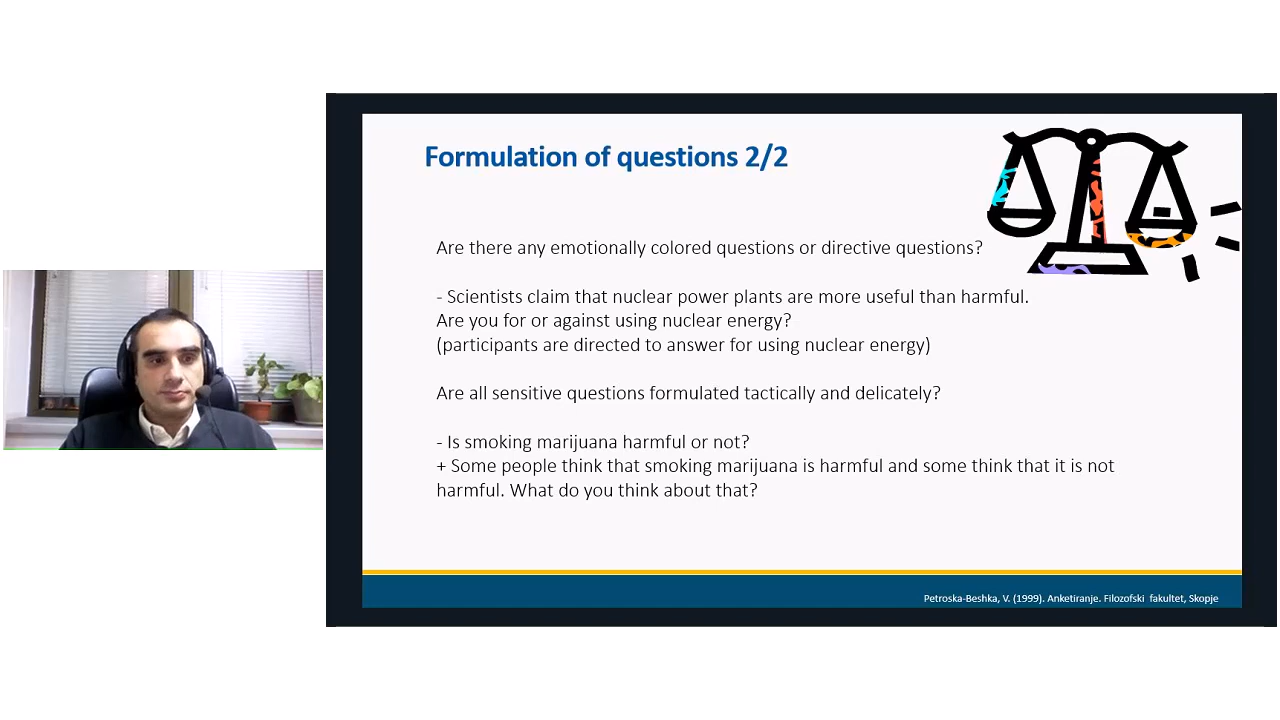 Formulation of questions 2/2
Are there any emotionally colored questions or directive questions?
- Scientists claim that nuclear power plants are more useful than harmful.
Are you for or against using nuclear energy?
(participants are directed to answer for using nuclear energy)
Are all sensitive questions formulated tactically and delicately?
- Is smoking marijuana harmful or not?
+ Some people think that smoking marijuana is harmful and some think that it is not
harmful. What do you think about that?
Petroska-Beshka, V. (1999). Anketiranje. Filozofski fakultet, Skopje